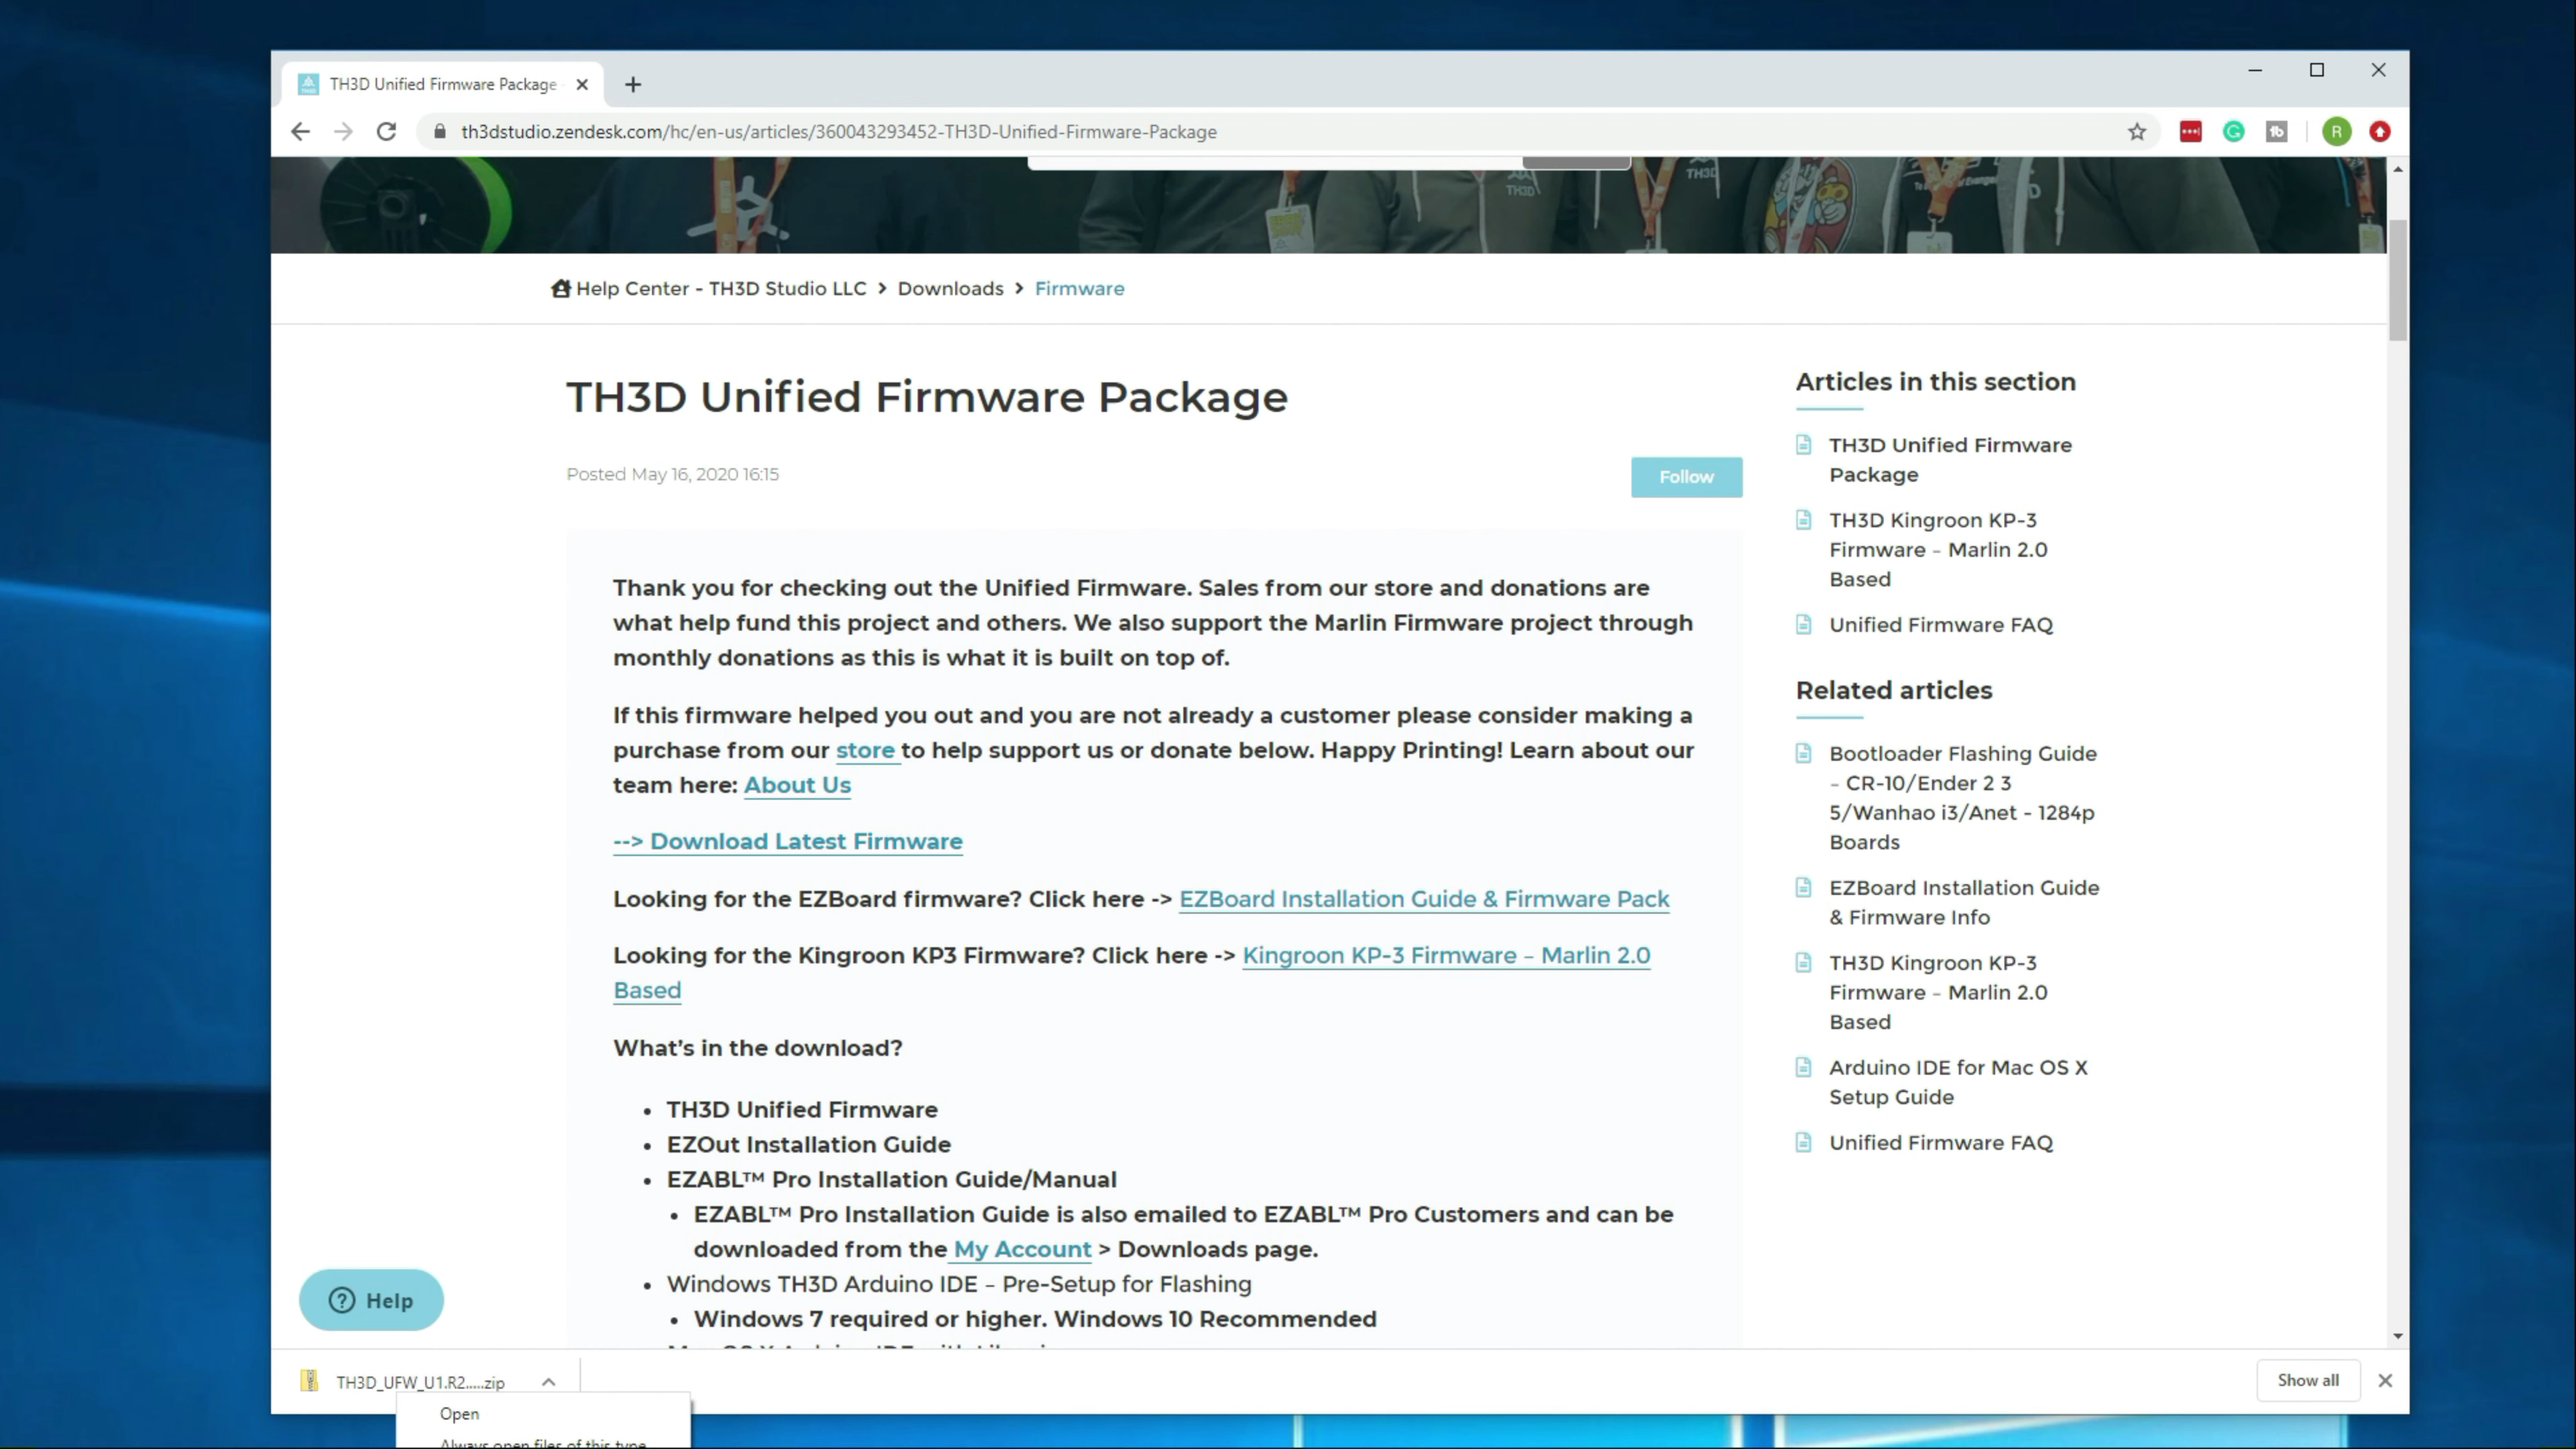 TH3D Unified Firmware Package
th3dstudio.zendesk.com/hc/en-us/articles/360043293452-TH3D-Unified-Firmware-Package
R
TH3D
TH3D
Help Center - TH3D Studio LLC > Downloads > Firmware
TH3D Unified Firmware Package
Posted May 16, 2020 16:15
Follow
Thank you for checking out the Unified Firmware. Sales from our store and donations are
what help fund this project and others. We also support the Marlin Firmware project through
monthly donations as this is what it is built on top of.
If this firmware helped you out and you are not already a customer please consider making a
purchase from our store to help support us or donate below. Happy Printing! Learn about our
team here: About Us
--> Download Latest Firmware
Looking for the EZBoard firmware? Click here -> EZBoard Installation Guide & Firmware Pack
Looking for the Kingroon KP3 Firmware? Click here -> Kingroon KP-3 Firmware – Marlin 2.0
Based
What's in the download?
• TH3D Unified Firmware
• EZOut Installation Guide
• EZABL™ Pro Installation Guide/Manual
• EZABL™ Pro Installation Guide is also emailed to EZABL™ Pro Customers and can be
downloaded from the My Account > Downloads page.
• Windows TH3D Arduino IDE – Pre-Setup for Flashing
• Windows 7 required or higher. Windows 10 Recommended
Articles in this section
TH3D Unified Firmware
Package
TH3D Kingroon KP-3
Firmware – Marlin 2.0
Based
Unified Firmware FAQ
Related articles
Bootloader Flashing Guide
– CR-10/Ender 2 3
5/Wanhao i3/Anet - 1284p
Boards
EZBoard Installation Guide
& Firmware Info
TH3D Kingroon KP-3
Firmware – Marlin 2.0
Based
Arduino IDE for Mac OS X
Setup Guide
Unified Firmware FAQ
Help
TH3D_UFW_U1.R2.....zip
Show all
Open
Always open files of this type